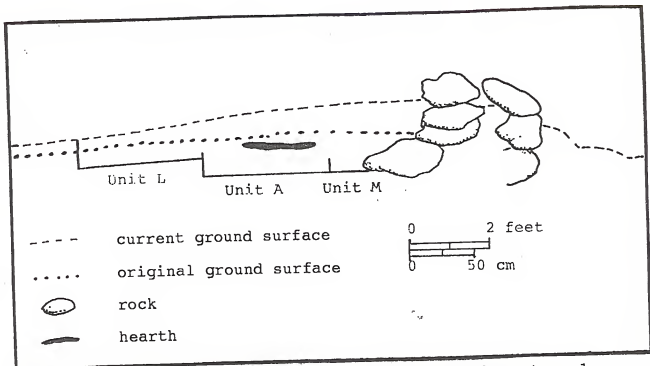 Unit L
Unit A
Unit M
current ground surface
original ground surface
rock
hearth
0 2 feet
0 50 cm